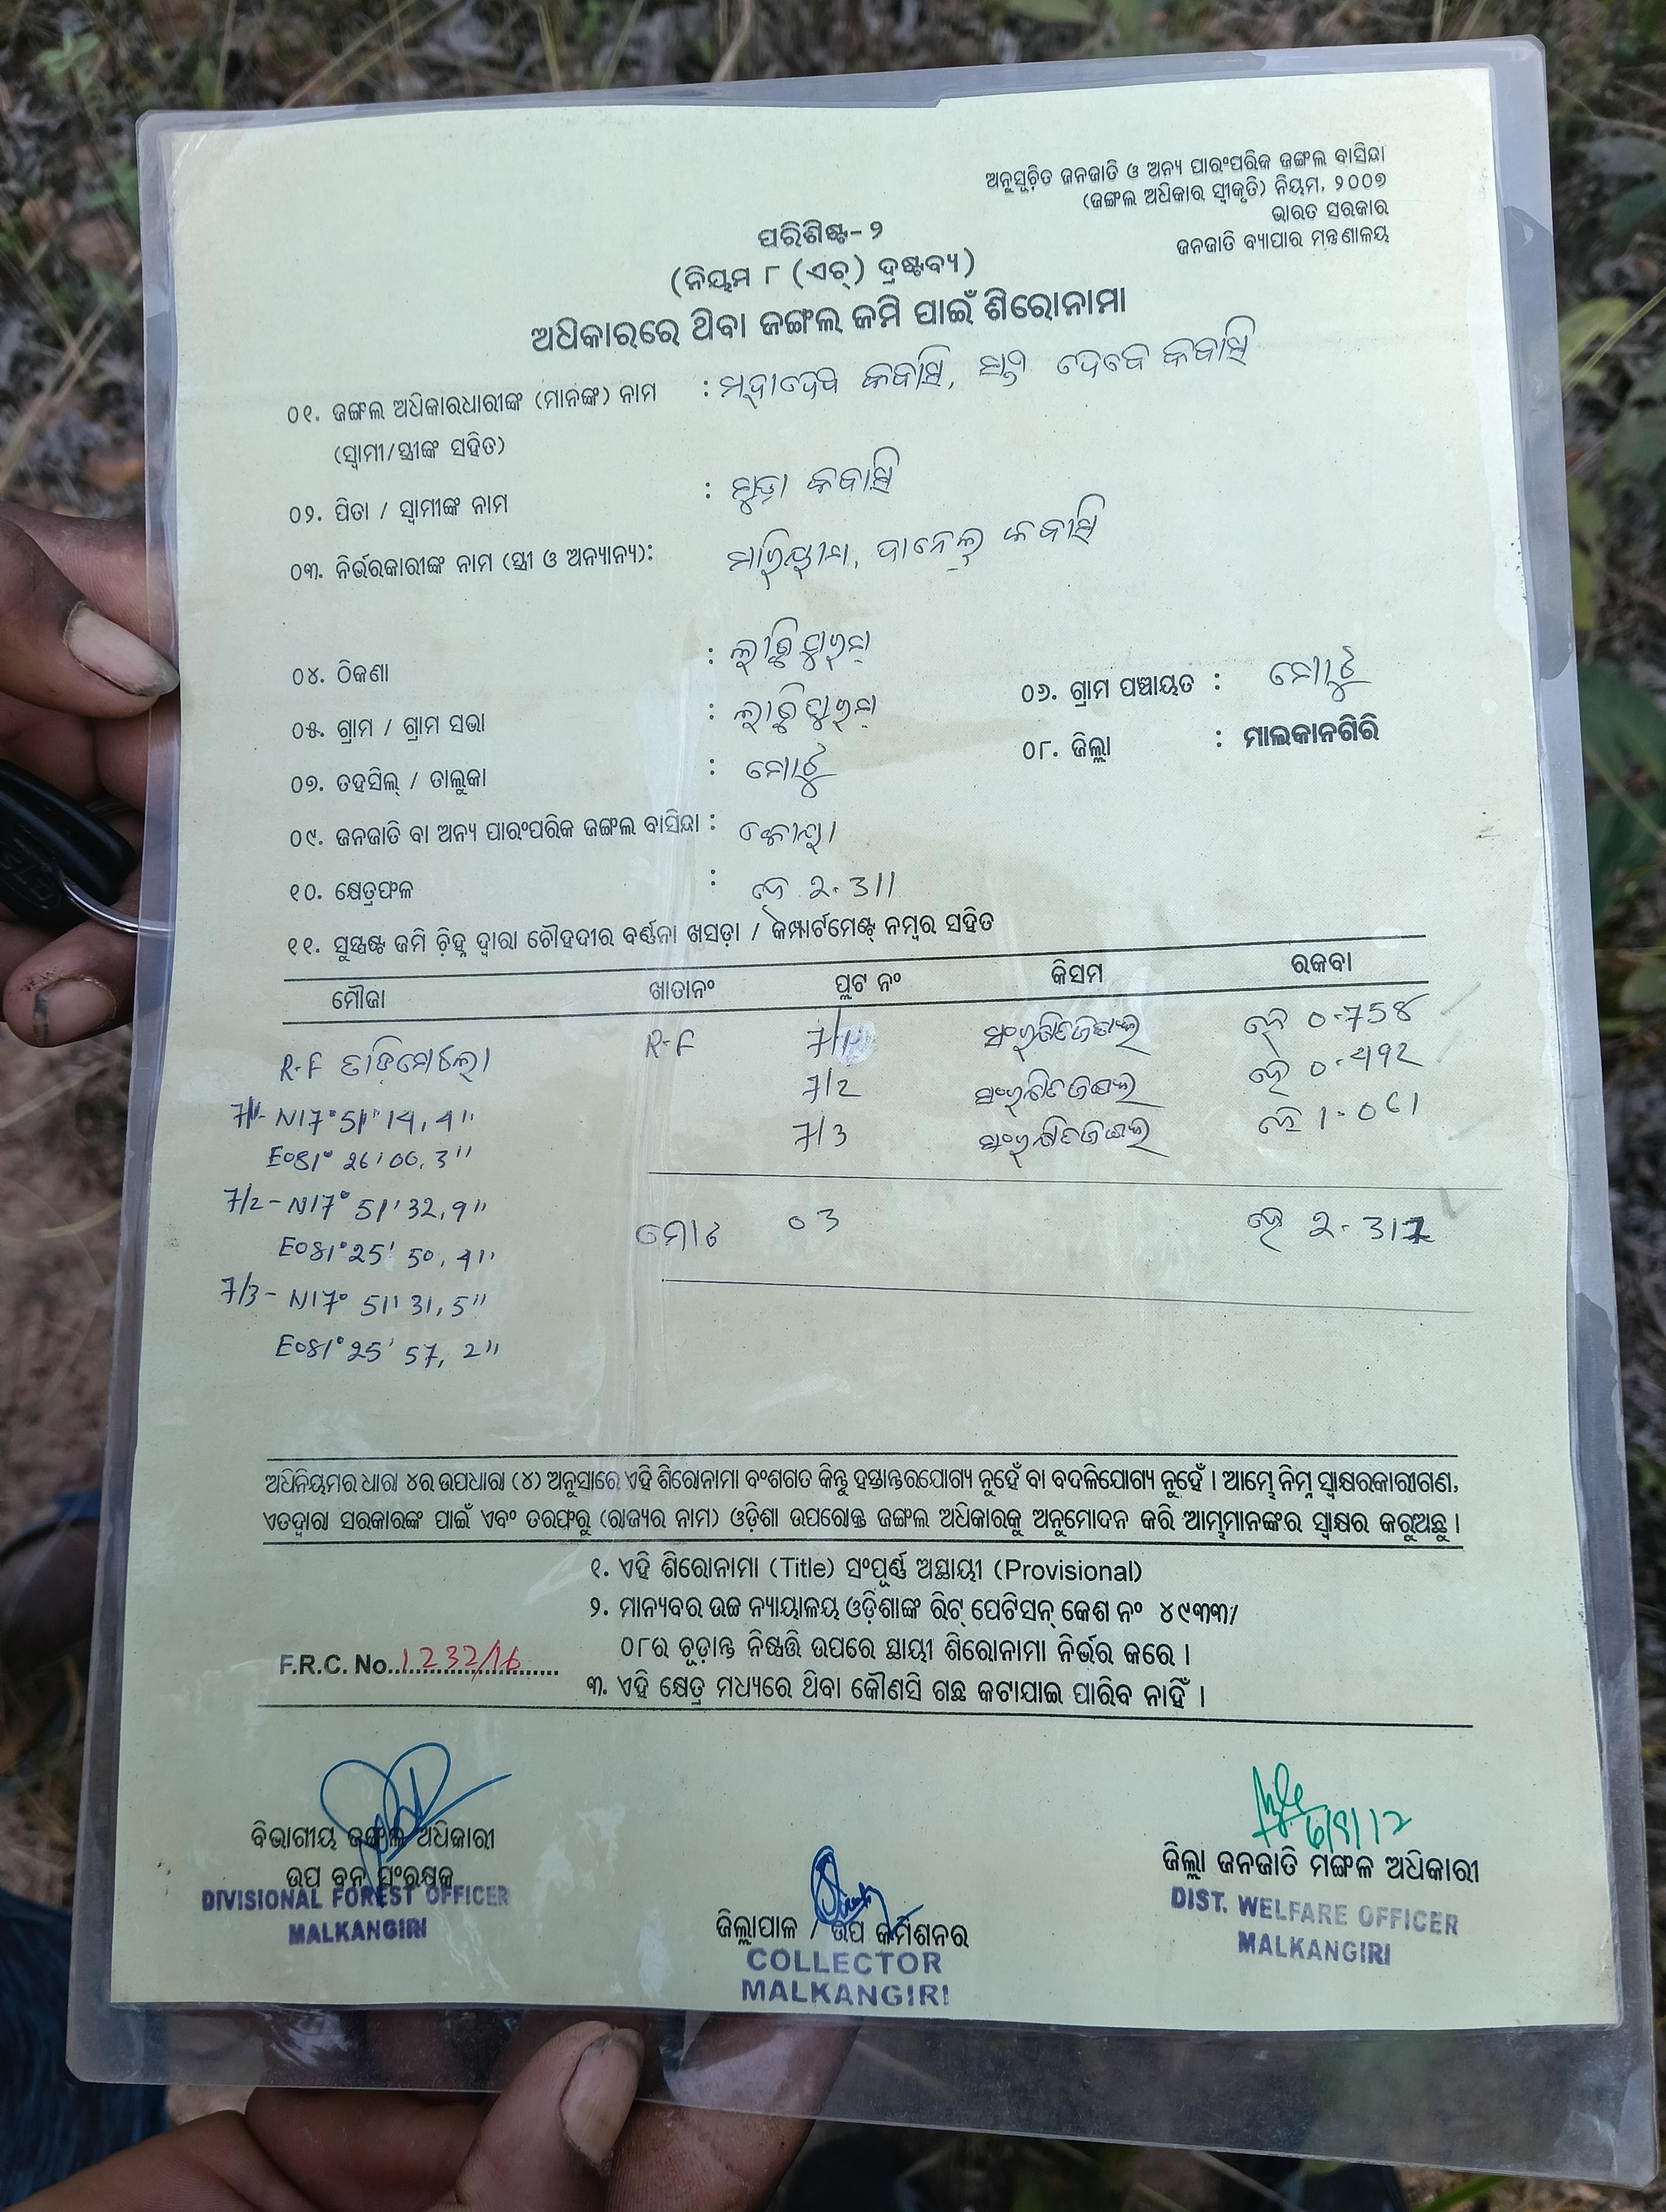 ଅନୁସୂଚିତ ଜନଜାତି ଓ ଅନ୍ୟ ପାରଂପରିକ ଜଙ୍ଗଲ ବାସିନ୍ଦା
(ଜଙ୍ଗଲ ଅଧିକାର ସ୍ୱୀକୃତି) ନିୟମ, ୨୦୦୭
ଭାରତ ସରକାର
ଜନଜାତି ବ୍ୟାପାର ମନ୍ତଣାଳୟ
ପରିଶିଷ୍ଟ-୨
(ନିୟମ ୮ (ଏଚ୍) ଦ୍ରଷ୍ଟବ୍ୟ)
ଅଧିକାରରେ ଥିବା ଜଙ୍ଗଲ ଜମି ପାଇଁ ଶିରୋନାମା
୦୧. ଜଙ୍ଗଲ ଅଧିକାରଧାରୀଙ୍କ (ମାନଙ୍କ) ନାମ : ମହାଦେବ କବାସି, ଦେବେ କବାସି
(ସ୍ୱାମୀ/ସ୍ତ୍ରୀଙ୍କ ସହିତ)
୦୨. ପିତା / ସ୍ୱାମୀଙ୍କ ନାମ : କବାସି
୦୩. ନିର୍ଭରକାରୀଙ୍କ ନାମ (ସ୍ତ୍ରୀ ଓ ଅନ୍ୟାନ୍ୟ): କବାସି
୦୪. ଠିକଣା :
୦୫. ଗ୍ରାମ / ଗ୍ରାମ ସଭା :
୦୬. ଗ୍ରାମ ପଞ୍ଚାୟତ : ମୋଟୁ
୦୭. ତହସିଲ୍ / ତାଲୁକା : ମୋଟୁ
୦୮. ଜିଲ୍ଲା : ମାଲକାନଗିରି
୦୯. ଜନଜାତି ବା ଅନ୍ୟ ପାରଂପରିକ ଜଙ୍ଗଲ ବାସିନ୍ଦା : କୋୟା
୧୦. କ୍ଷେତ୍ରଫଳ : ହେ 2.311
୧୧. ସୁସ୍ପଷ୍ଟ ଜମି ଚ଼ିହ୍ନ ଦ୍ୱାରା ଚୌହଦୀର ବର୍ଣ୍ଣନା ଖସଡ଼ା / କମ୍ପାର୍ଟମେଣ୍ଟ୍ ନମ୍ବର ସହିତ
ମୌଜା ଖାତାନଂ ପ୍ଲଟ ନଂ କିସମ ରକବା
R.F R-F 7/1 ସଂରକ୍ଷିତ ଜଙ୍ଗଲ ହେ 0.758
7/2 ସଂରକ୍ଷିତ ଜଙ୍ଗଲ ହେ 0.492
7/3 ସଂରକ୍ଷିତ ଜଙ୍ଗଲ ହେ 1.061
7/1- N17° 51' 14,4"
E081° 26' 00,3"
7/2 - N17° 51' 32,9"
E081° 25' 50,4"
7/3 - N17° 51' 31,5"
E081° 25' 57, 2"
ମୋଟ 03 ହେ 2.311
ଅଧିନିୟମର ଧାରା ୪ର ଉପଧାରା (୪) ଅନୁସାରେ ଏହି ଶିରୋନାମା ବଂଶଗତ କିନ୍ତୁ ହସ୍ତାନ୍ତରଯୋଗ୍ୟ ନୁହେଁ ବା ବଦଳିଯୋଗ୍ୟ ନୁହେଁ । ଆମ୍ଭେ ନିମ୍ନ ସ୍ୱାକ୍ଷରକାରୀଗଣ,
ଏତଦ୍ୱାରା ସରକାରଙ୍କ ପାଇଁ ଏବଂ ତରଫରୁ (ରାଜ୍ୟର ନାମ) ଓଡ଼ିଶା ଉପରୋକ୍ତ ଜଙ୍ଗଲ ଅଧିକାରକୁ ଅନୁମୋଦନ କରି ଆମ୍ଭମାନଙ୍କର ସ୍ୱାକ୍ଷର କରୁଅଛୁ ।
୧. ଏହି ଶିରୋନାମା (Title) ସଂପୂର୍ଣ୍ଣ ଅସ୍ଥାୟୀ (Provisional)
୨. ମାନ୍ୟବର ଉଚ୍ଚ ନ୍ୟାୟାଳୟ ଓଡ଼ିଶାଙ୍କ ରିଟ୍ ପେଟିସନ୍ କେଶ ନଂ ୪୯୩୩/
୦୮ର ଚୂଡ଼ାନ୍ତ ନିଷ୍ପତ୍ତି ଉପରେ ସ୍ଥାୟୀ ଶିରୋନାମା ନିର୍ଭର କରେ ।
F.R.C. No. 1232/16
୩. ଏହି କ୍ଷେତ୍ର ମଧ୍ୟରେ ଥିବା କୌଣସି ଗଛ କଟାଯାଇ ପାରିବ ନାହିଁ ।
ବିଭାଗୀୟ ଜଙ୍ଗଲ ଅଧିକାରୀ
ଉପ ବନ ସଂରକ୍ଷକ
DIVISIONAL FOREST OFFICER
MALKANGIRI
ଜିଲ୍ଲାପାଳ / ଉପ କମିଶନର
COLLECTOR
MALKANGIRI
6/9/12
ଜିଲ୍ଲା ଜନଜାତି ମଙ୍ଗଳ ଅଧିକାରୀ
DIST. WELFARE OFFICER
MALKANGIRI